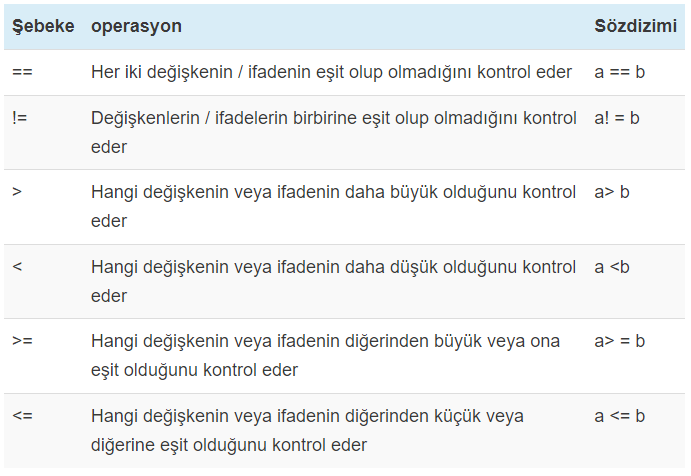 Şebeke operasyon Sözdizimi
== Her iki değişkenin / ifadenin eşit olup olmadığını kontrol eder a == b
!= Değişkenlerin / ifadelerin birbirine eşit olup olmadığını kontrol a! = b
eder
> Hangi değişkenin veya ifadenin daha büyük olduğunu kontrol a> b
eder
< Hangi değişkenin veya ifadenin daha düşük olduğunu kontrol a <b
eder
>= Hangi değişkenin veya ifadenin diğerinden büyük veya ona a> = b
eşit olduğunu kontrol eder
<= Hangi değişkenin veya ifadenin diğerinden küçük veya a <= b
diğerine eşit olduğunu kontrol eder